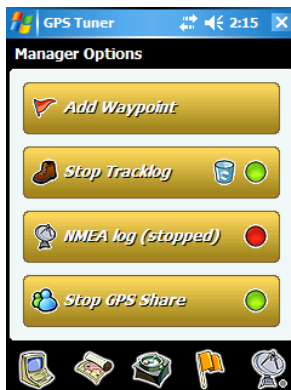 GPS Tuner 2:15
Manager Options
Add Waypoint
Stop Tracklog
NMEA log (stopped)
Stop GPS Share